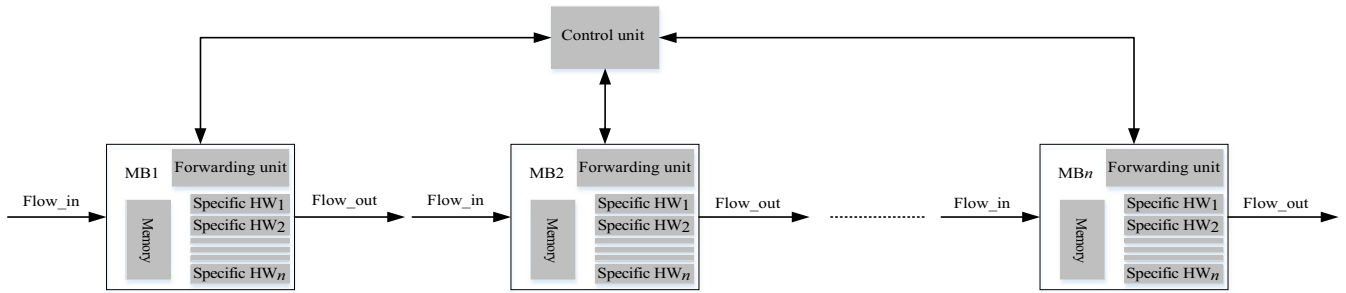 Control unit
MB1
Forwarding unit
Flow_in
Memory
Specific HW1
Specific HW2
Specific HWn
Flow_out
Flow_in
MB2
Forwarding unit
Memory
Specific HW1
Specific HW2
Specific HWn
Flow_out
Flow_in
MBn
Forwarding unit
Memory
Specific HW1
Specific HW2
Specific HWn
Flow_out